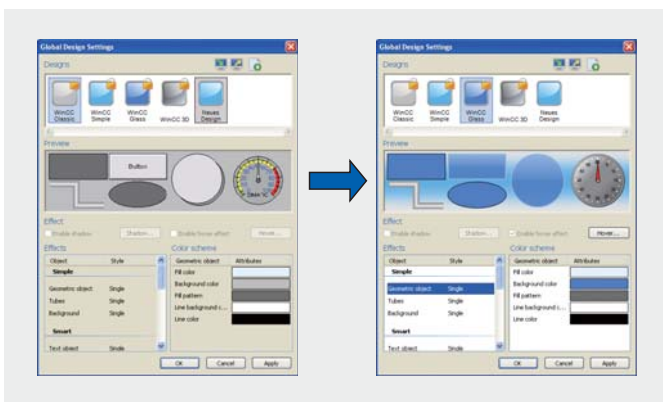 Global Design Settings
Designs
WinCC Classic
WinCC Simple
WinCC Glass
WinCC 3D
Neues Design
Preview
Button
Effect
Enable shadow
Shadow...
Enable hover effect
Hover...
Effects
Color scheme
Object Style
Simple
Geometric object Single
Tubes Single
Background Single
Smart
Text object Single
Geometric object Attributes
Fill color
Background color
Fill pattern
Line background c...
Line color
OK Cancel Apply
Global Design Settings
Designs
WinCC Classic
WinCC Simple
WinCC Glass
WinCC 3D
Neues Design
Preview
Effect
Enable shadow
Shadow...
Enable hover effect
Hover...
Effects
Color scheme
Object Style
Simple
Geometric object Single
Tubes Single
Background Single
Smart
Text object Single
Geometric object Attributes
Fill color
Background color
Fill pattern
Line background c...
Line color
OK Cancel Apply